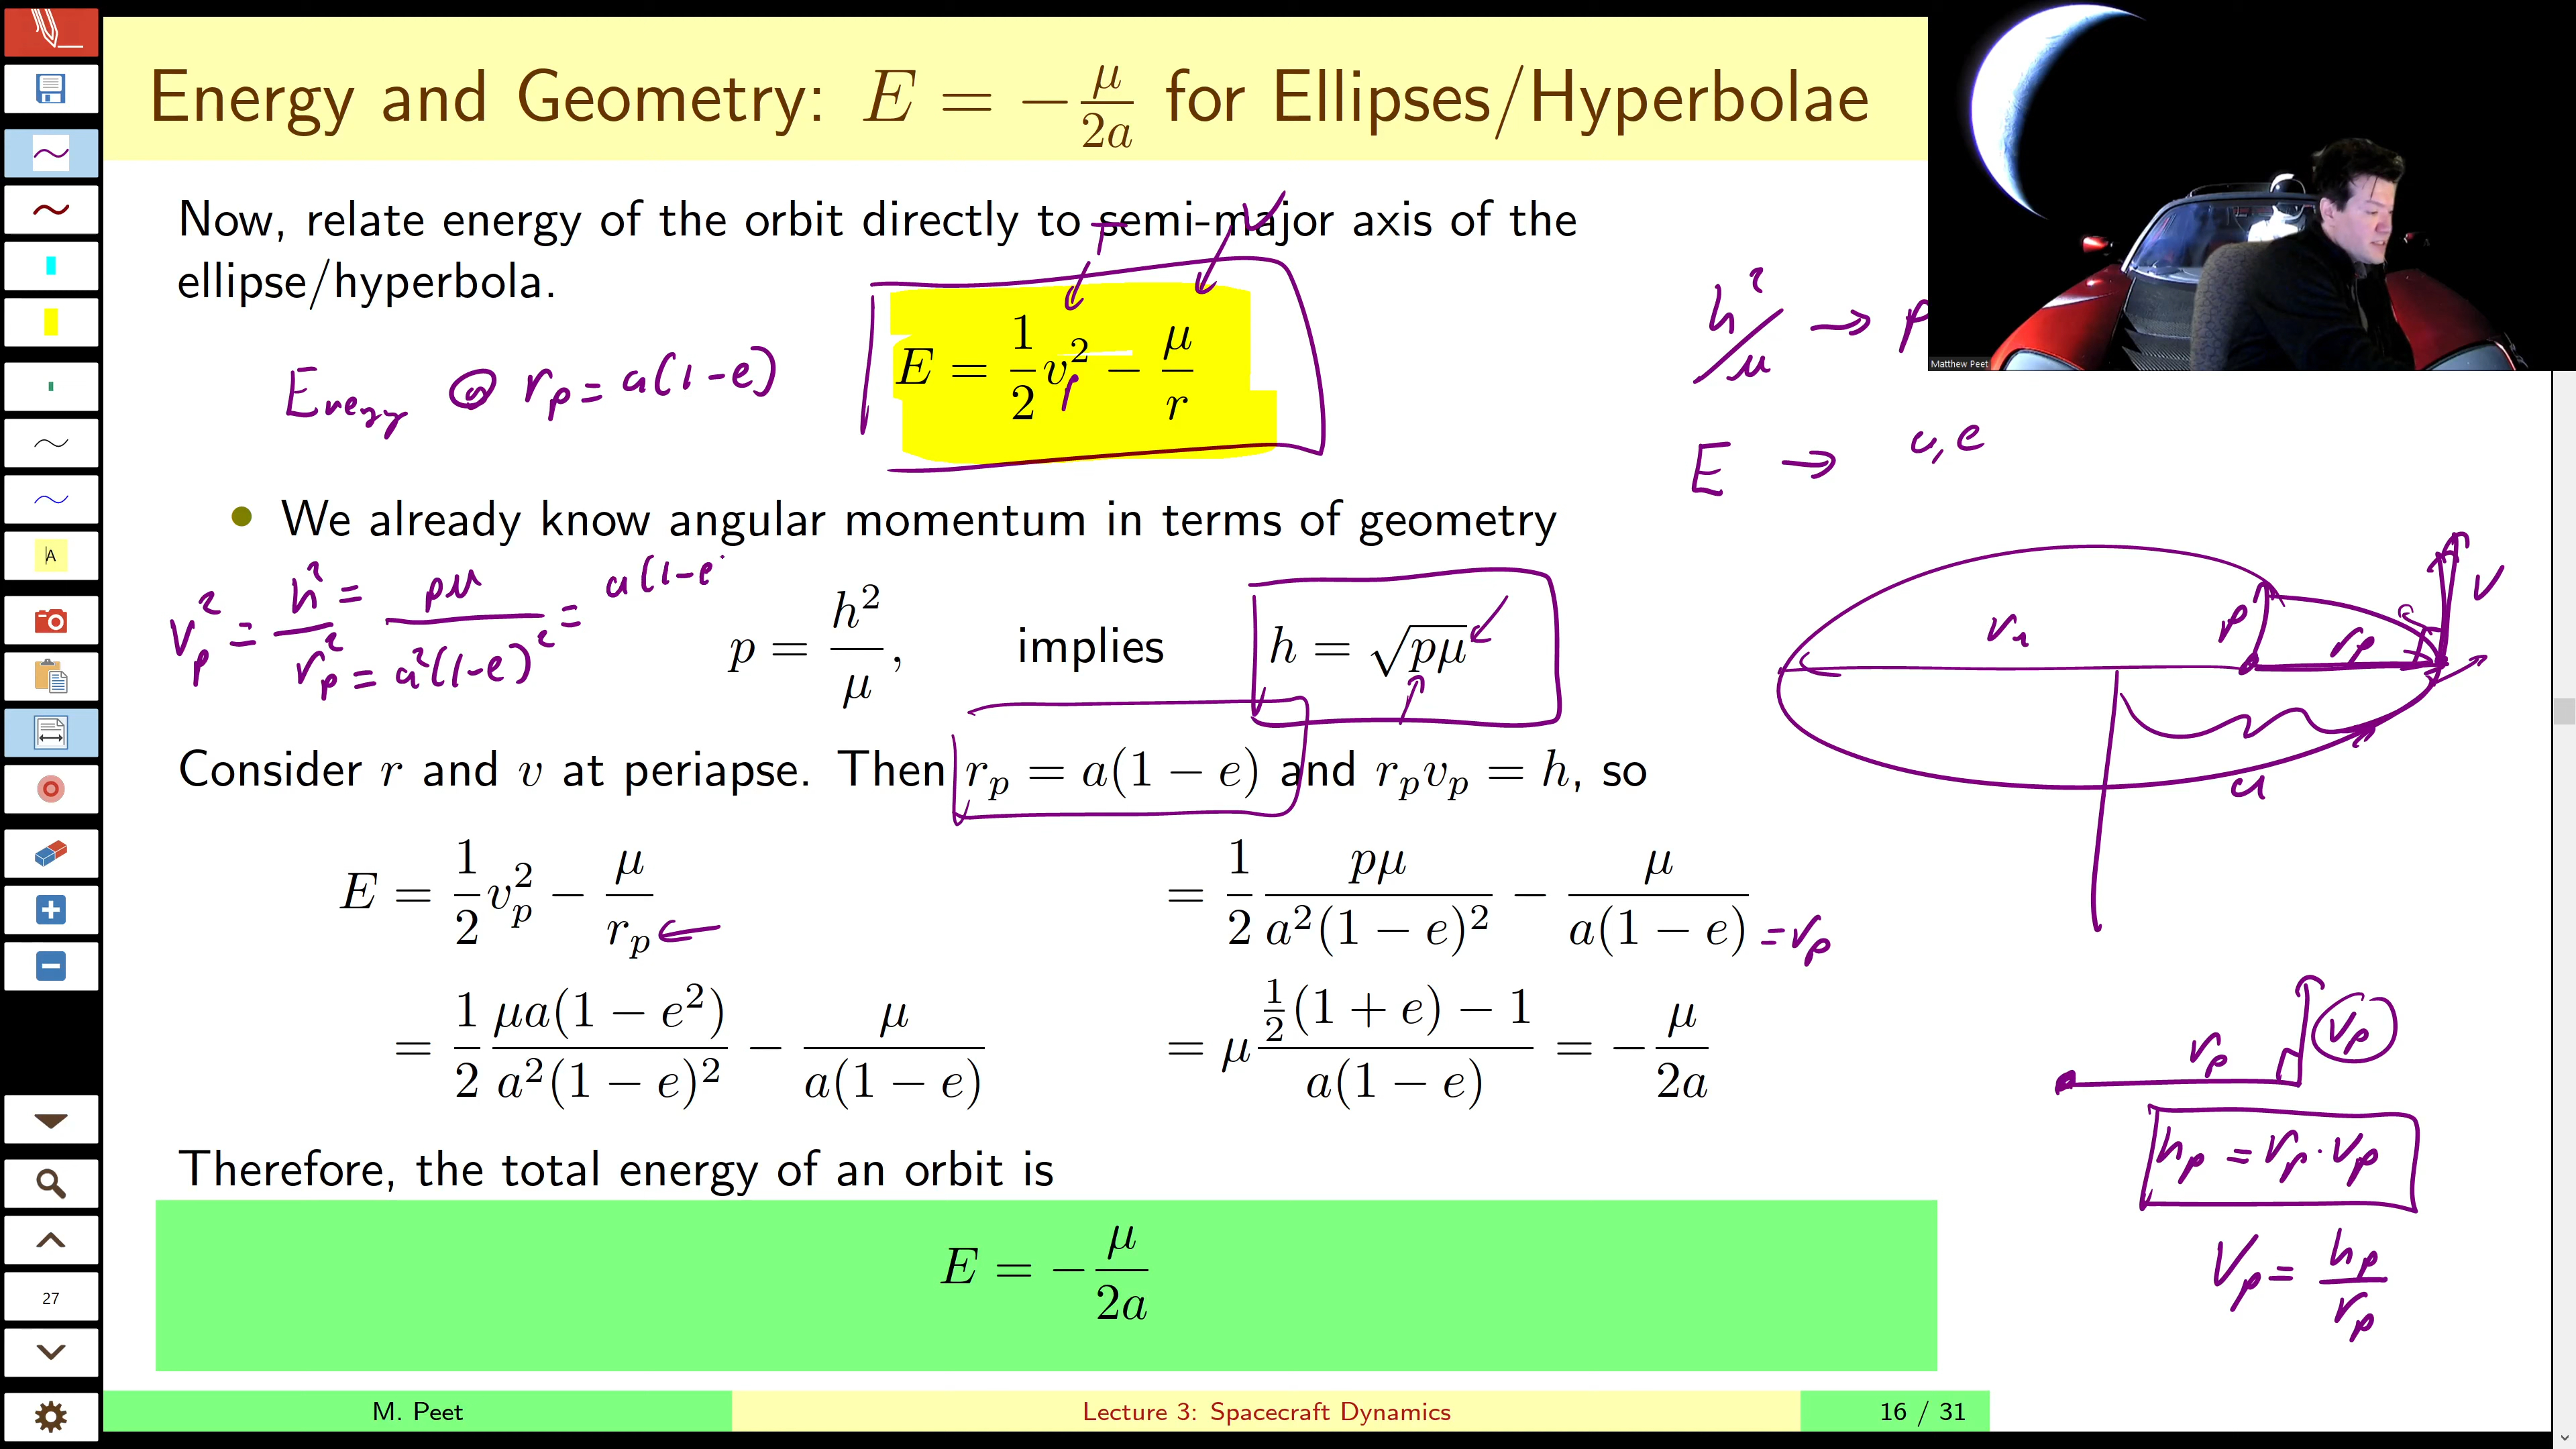 Energy and Geometry: E = −μ/2a for Ellipses/Hyperbolae
Matthew Peet
Now, relate energy of the orbit directly to semi-major axis of the
ellipse/hyperbola.
T V
Energy @ r_p = a(1-e)
E = 1/2 v_p^2 − μ/r
h^2/μ → p
E → a, e
• We already know angular momentum in terms of geometry
v_p^2 = h^2/r_p^2 = pμ/a^2(1-e)^2 = a(1-e
p = h^2/μ, implies h = √pμ
p r_p v
a
Consider r and v at periapse. Then r_p = a(1 − e) and r_p v_p = h, so
E = 1/2 v_p^2 − μ/r_p = 1/2 pμ/a^2(1 − e)^2 − μ/a(1 − e) = r_p
= 1/2 μa(1 − e^2)/a^2(1 − e)^2 − μ/a(1 − e) = μ (1/2(1 + e) − 1)/a(1 − e) = −μ/2a
r_p v_p
h_p = r_p · v_p
v_p = h_p/r_p
Therefore, the total energy of an orbit is
E = −μ/2a
A
27
M. Peet Lecture 3: Spacecraft Dynamics 16 / 31